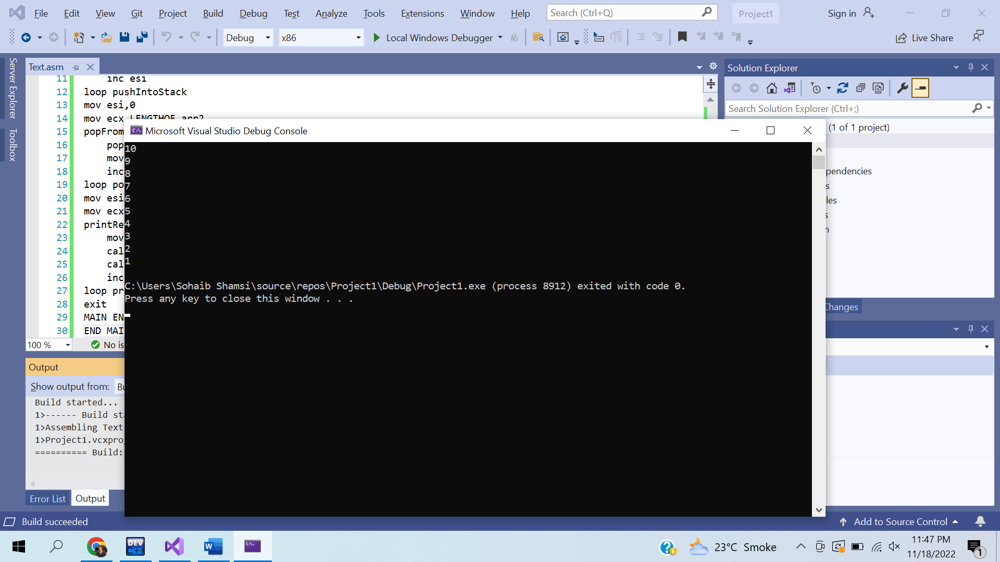 File Edit View Git Project Build Debug Test Analyze Tools Extensions Window Help Search (Ctrl+Q) Project1 Sign in
Debug x86 Local Windows Debugger Live Share
Server Explorer
Toolbox
Text.asm
11 inc esi
12 loop pushIntoStack
13 mov esi,0
14 mov ecx, LENGTHOF arr2
15 popFrom
16 pop
17 mov
18 inc
19 loop po
20 mov esi
21 mov ecx
22 printRe
23 mov
24 cal
25 cal
26 inc
27 loop pr
28 exit
29 MAIN EN
30 END MAI
100 % No is
Microsoft Visual Studio Debug Console
10
9
8
7
6
5
4
3
2
1
C:\Users\Sohaib Shamsi\source\repos\Project1\Debug\Project1.exe (process 8912) exited with code 0.
Press any key to close this window . . .
Solution Explorer
Search Solution Explorer (Ctrl+;)
(1 of 1 project)
pendencies
s
les
s
n
Changes
Output
Show output from: Bu
Build started...
1>------ Build sta
1>Assembling Text
1>Project1.vcxpro
========== Build:
Error List Output
Build succeeded
Add to Source Control
DEV C++
W
23°C Smoke
11:47 PM
11/18/2022
1